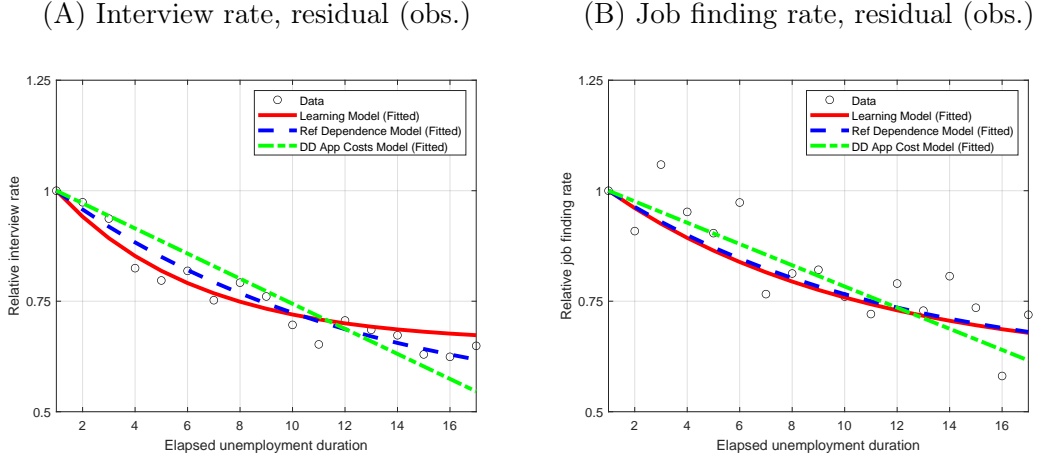 (A) Interview rate, residual (obs.)
1.25
1
0.75
0.5
Relative interview rate
2 4 6 8 10 12 14 16
Elapsed unemployment duration
Data
Learning Model (Fitted)
Ref Dependence Model (Fitted)
DD App Costs Model (Fitted)
(B) Job finding rate, residual (obs.)
1.25
1
0.75
0.5
Relative job finding rate
2 4 6 8 10 12 14 16
Elapsed unemployment duration
Data
Learning Model (Fitted)
Ref Dependence Model (Fitted)
DD App Cost Model (Fitted)